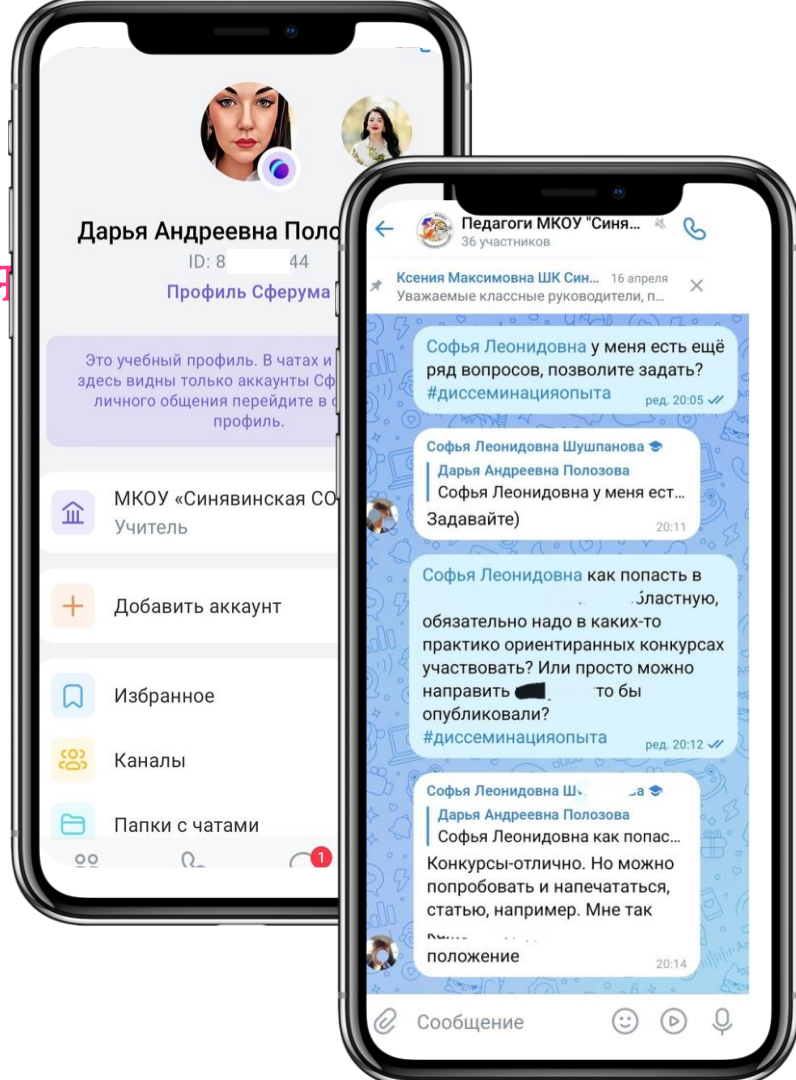 Я
Дарья Андреевна Поло
ID: 8 44
Профиль Сферума
Это учебный профиль. В чатах и
здесь видны только аккаунты Сф
личного общения перейдите в
профиль.
МКОУ «Синявинская СО
Учитель
Добавить аккаунт
Избранное
Каналы
Папки с чатами
1
Педагоги МКОУ "Синя...
36 участников
Ксения Максимовна ШК Син... 16 апреля
Уважаемые классные руководители, п...
Софья Леонидовна у меня есть ещё
ряд вопросов, позволите задать?
#диссеминацияопыта ред. 20:05
Софья Леонидовна Шушпанова
Дарья Андреевна Полозова
Софья Леонидовна у меня ест...
Задавайте)
20:11
Софья Леонидовна как попасть в
бластную,
обязательно надо в каких-то
практико ориентиранных конкурсах
участвовать? Или просто можно
направить то бы
опубликовали?
#диссеминацияопыта ред. 20:12
Софья Леонидовна Ш а
Дарья Андреевна Полозова
Софья Леонидовна как попас...
Конкурсы-отлично. Но можно
попробовать и напечататься,
статью, например. Мне так
положение
20:14
Сообщение